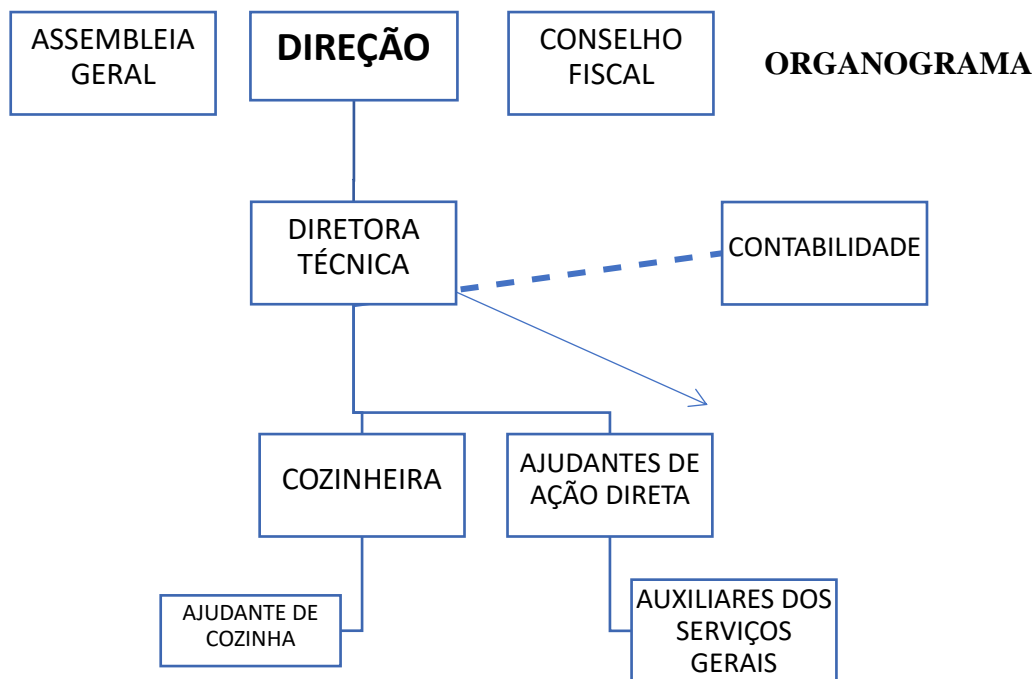 ASSEMBLEIA
GERAL
DIREÇÃO
CONSELHO
FISCAL
ORGANOGRAMA
DIRETORA
TÉCNICA
CONTABILIDADE
COZINHEIRA
AJUDANTES DE
AÇÃO DIRETA
AJUDANTE DE
COZINHA
AUXILIARES DOS
SERVIÇOS
GERAIS